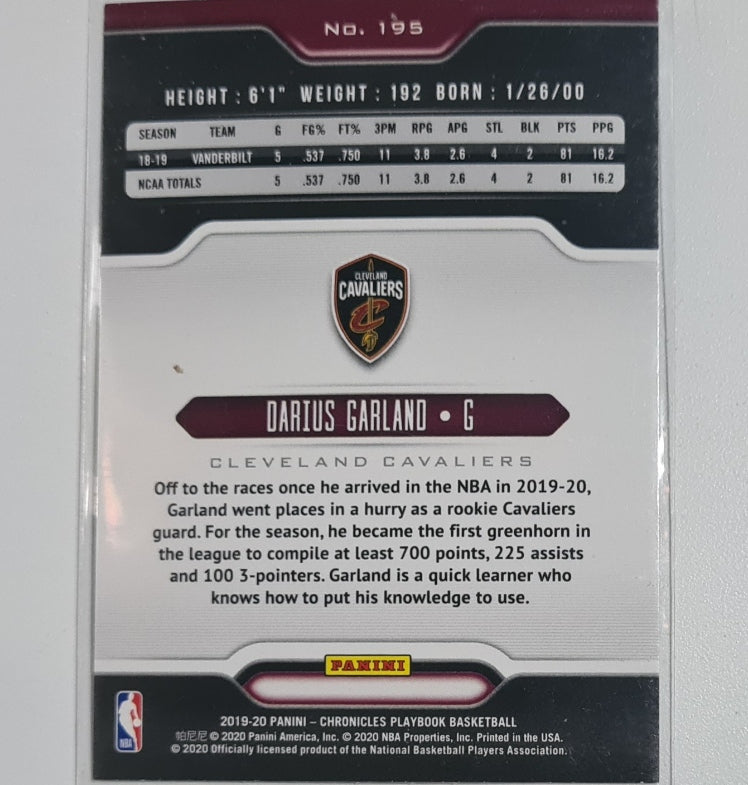 No. 195
HEIGHT : 6'1" WEIGHT : 192 BORN : 1/26/00
SEASON TEAM G FG% FT% 3PM RPG APG STL BLK PTS PPG
18-19 VANDERBILT 5 .537 .750 11 3.8 2.6 4 2 81 16.2
NCAA TOTALS 5 .537 .750 11 3.8 2.6 4 2 81 16.2
CLEVELAND
CAVALIERS
C
DARIUS GARLAND • G
CLEVELAND CAVALIERS
Off to the races once he arrived in the NBA in 2019-20,
Garland went places in a hurry as a rookie Cavaliers
guard. For the season, he became the first greenhorn in
the league to compile at least 700 points, 225 assists
and 100 3-pointers. Garland is a quick learner who
knows how to put his knowledge to use.
PANINI
NBA
2019-20 PANINI – CHRONICLES PLAYBOOK BASKETBALL
帕尼尼 © 2020 Panini America, Inc. © 2020 NBA Properties, Inc. Printed in the USA.
© 2020 Officially licensed product of the National Basketball Players Association.